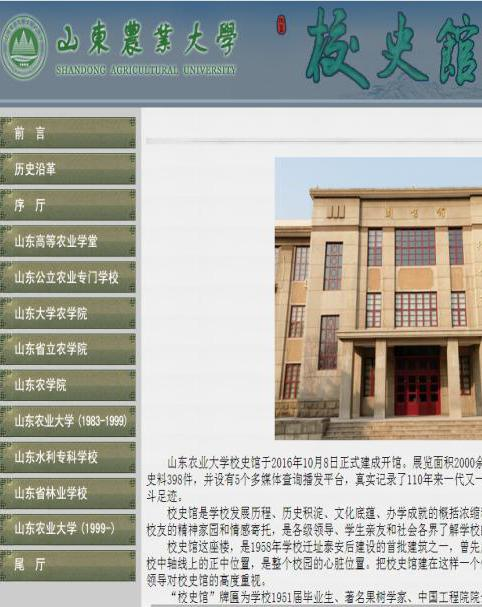 山東農業大學
SHANDONG AGRICULTURAL UNIVERSITY
校史館
前 言
历史沿革
序 厅
山东高等农业学堂
山东公立农业专门学校
山东大学农学院
山东省立农学院
山东农学院
山东农业大学(1983-1999)
山东水利专科学校
山东省林业学校
山东农业大学(1999-)
尾 厅
山东农业大学校史馆于2016年10月8日正式建成开馆。展览面积2000余
史料398件，并设有5个多媒体查询播发平台，真实记录了110年来一代又一
斗足迹。
校史馆是学校发展历程、历史积淀、文化底蕴、办学成就的概括浓缩
校友的精神家园和情感寄托，是各级领导、学生亲友和社会各界了解学校
校史馆这座楼，是1958年学校迁址泰安后建设的首批建筑之一，曾先
校中轴线上的正中位置，是整个校园的心脏位置。把校史馆建在这样一个
领导对校史馆的高度重视。
“校史馆”牌匾为学校1951届毕业生、著名果树学家、中国工程院院